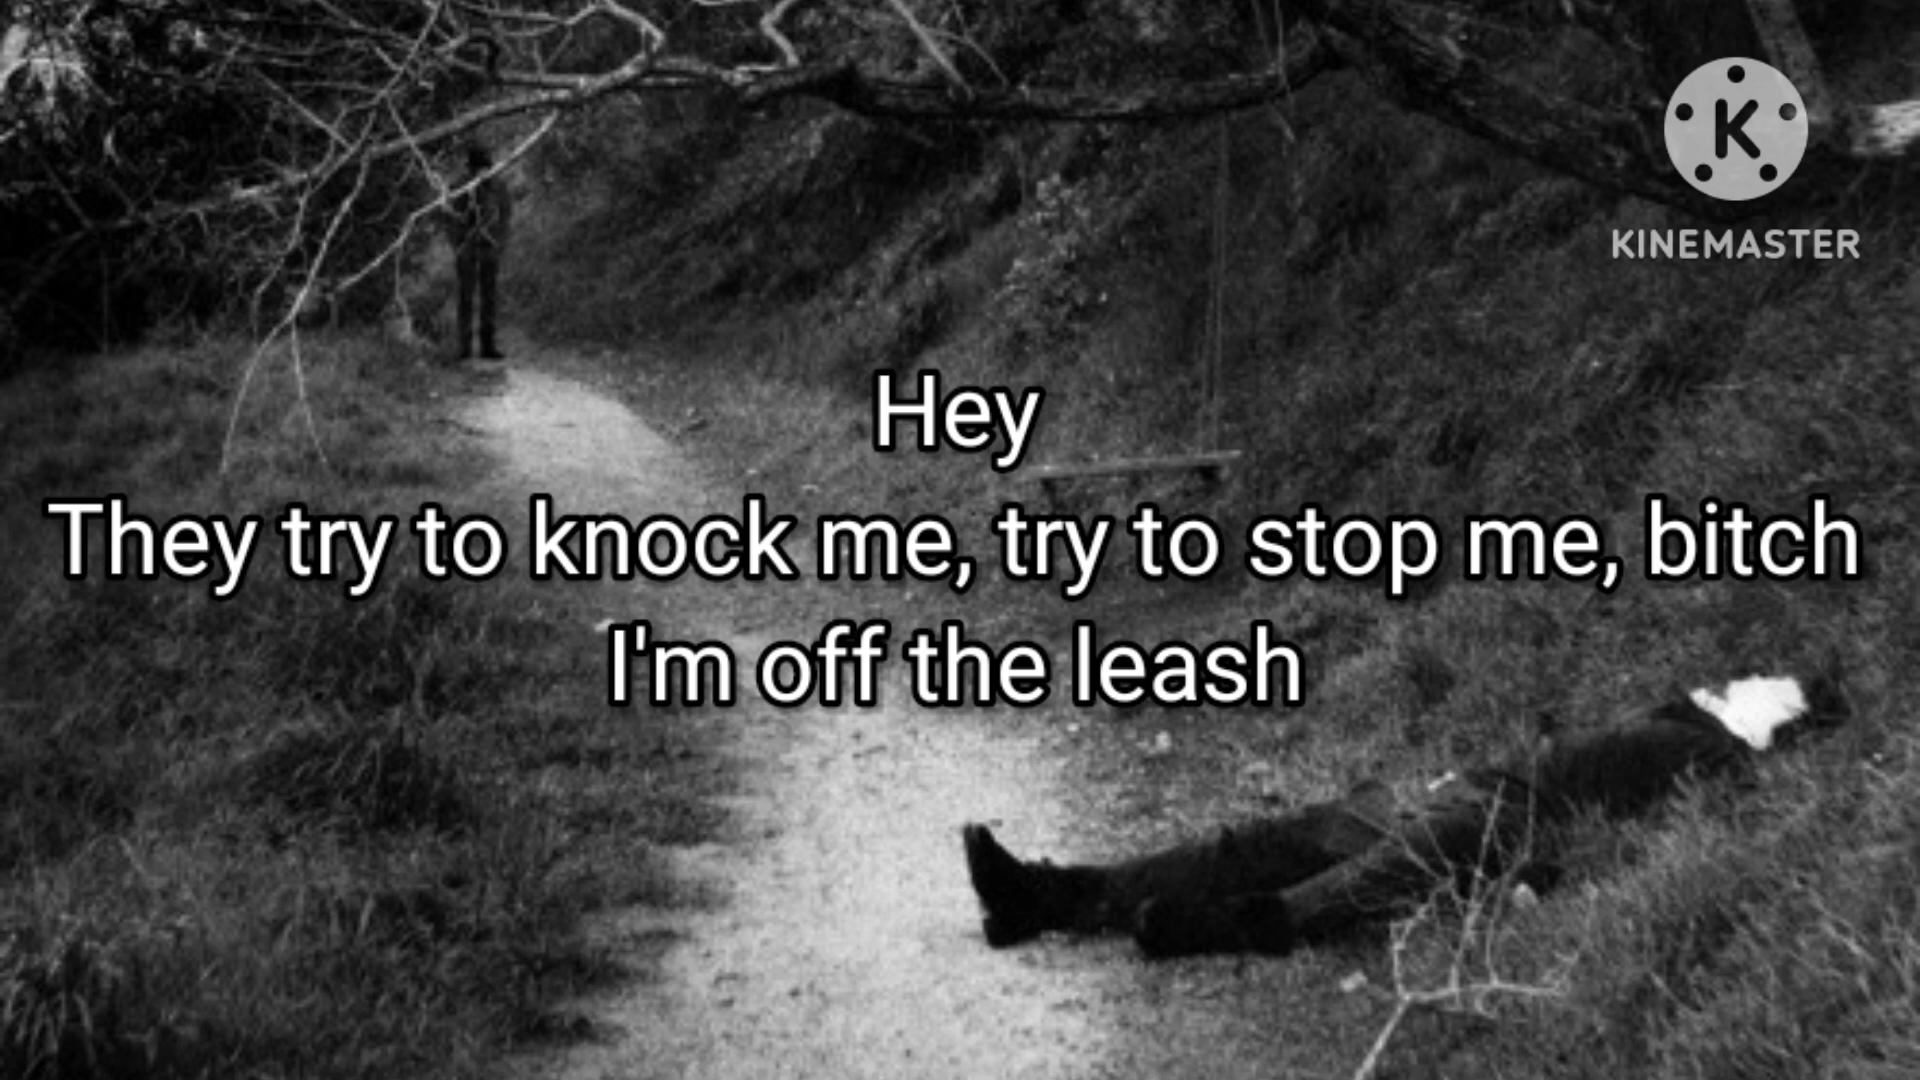 K
KINEMASTER
Hey
They try to knock me, try to stop me, bitch
I'm off the leash